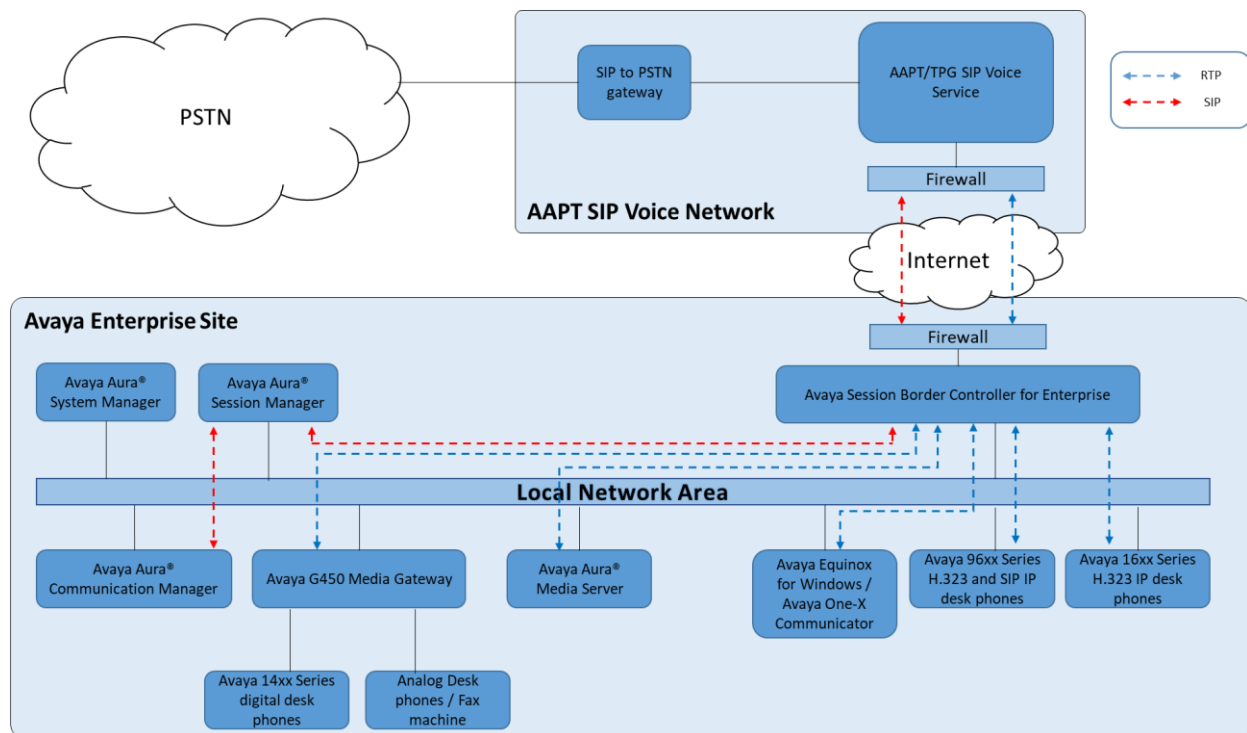 PSTN
SIP to PSTN
gateway
AAPT/TPG SIP Voice
Service
RTP
SIP
Firewall
AAPT SIP Voice Network
Internet
Avaya Enterprise Site
Firewall
Avaya Aura®
System Manager
Avaya Aura®
Session Manager
Avaya Session Border Controller for Enterprise
Local Network Area
Avaya Aura®
Communication Manager
Avaya G450 Media Gateway
Avaya Aura®
Media Server
Avaya Equinox
for Windows /
Avaya One-X
Communicator
Avaya 96xx Series
H.323 and SIP IP
desk phones
Avaya 16xx Series
H.323 IP desk
phones
Avaya 14xx Series
digital desk
phones
Analog Desk
phones / Fax
machine